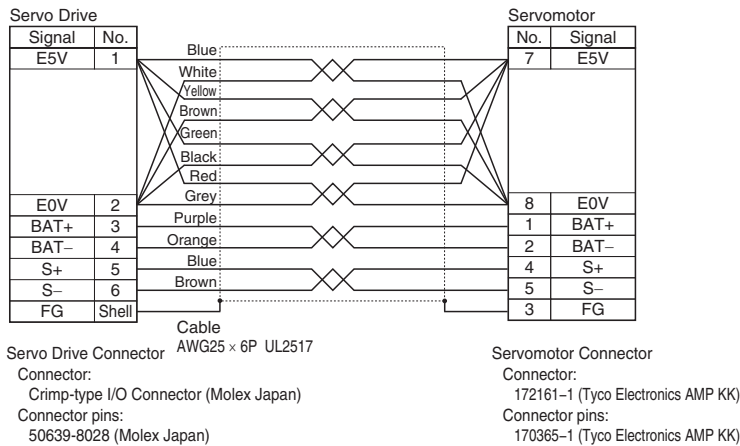 Servo Drive Servomotor
Signal No. No. Signal
E5V 1 Blue 7 E5V
White
Yellow
Brown
Green
Black
Red
Grey
E0V 2 8 E0V
Purple
BAT+ 3 1 BAT+
Orange
BAT− 4 2 BAT−
Blue
S+ 5 4 S+
Brown
S− 6 5 S−
FG Shell 3 FG
Cable
AWG25 × 6P UL2517
Servo Drive Connector Servomotor Connector
Connector: Connector:
Crimp-type I/O Connector (Molex Japan) 172161−1 (Tyco Electronics AMP KK)
Connector pins: Connector pins:
50639-8028 (Molex Japan) 170365−1 (Tyco Electronics AMP KK)